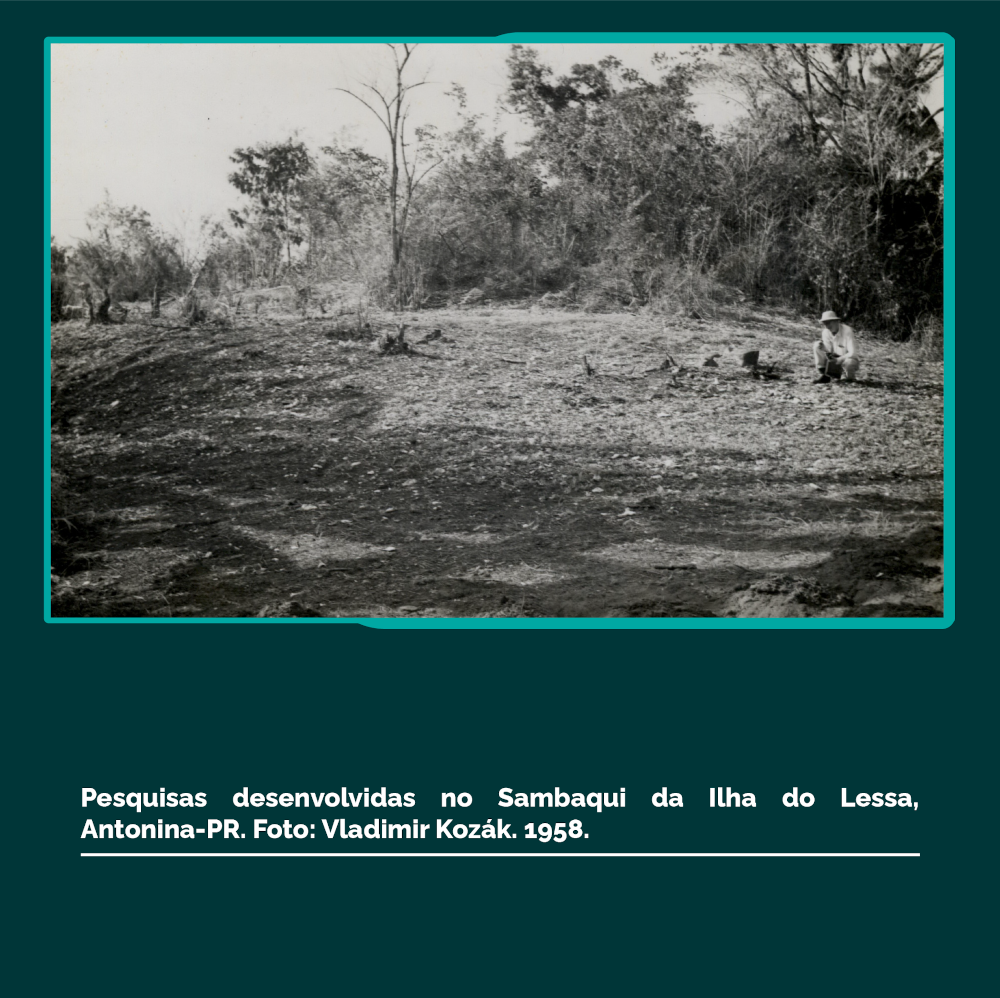 Pesquisas desenvolvidas no Sambaqui da Ilha do Lessa,
Antonina-PR. Foto: Vladimir Kozák. 1958.